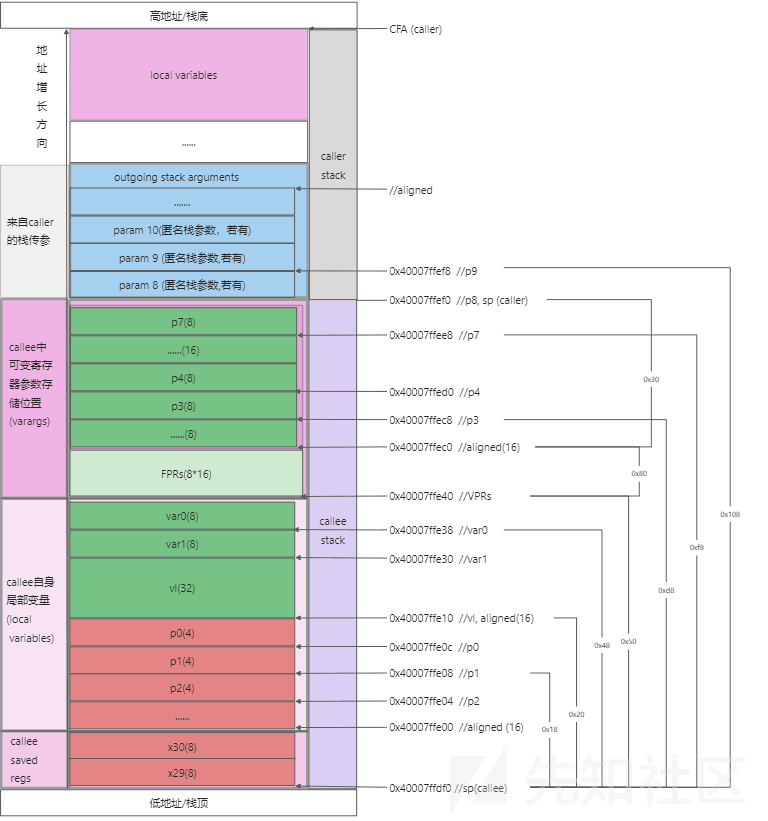 高地址/栈底
CFA (caller)
地
址
增
长
方
向
local variables
......
caller
stack
outgoing stack arguments
//aligned
.......
来自caller
的栈传参
param 10(匿名栈参数，若有)
param 9 (匿名栈参数,若有)
0x40007ffef8 //p9
param 8 (匿名栈参数,若有)
0x40007ffef0 //p8, sp (caller)
p7(8)
0x40007ffee8 //p7
callee中
可变寄存
器参数存
储位置
(varargs)
......(16)
p4(8)
0x30
0x40007ffed0 //p4
p3(8)
0x40007ffec8 //p3
......(8)
0x40007ffec0 //aligned(16)
FPRs(8*16)
0x80
0x40007ffe40 //VPRs
var0(8)
callee
stack
0x108
0x40007ffe38 //var0
var1(8)
0xf8
0x40007ffe30 //var1
callee自身
局部变量
(local
variables)
vl(32)
0xd8
0x40007ffe10 //vl, aligned(16)
p0(4)
0x48
0x50
0x40007ffe0c //p0
p1(4)
0x40007ffe08 //p1
p2(4)
0x40007ffe04 //p2
......
0x20
0x40007ffe00 //aligned (16)
0x18
callee
saved
regs
x30(8)
x29(8)
0x40007ffdf0 //sp(callee)
低地址/栈顶
先知社区